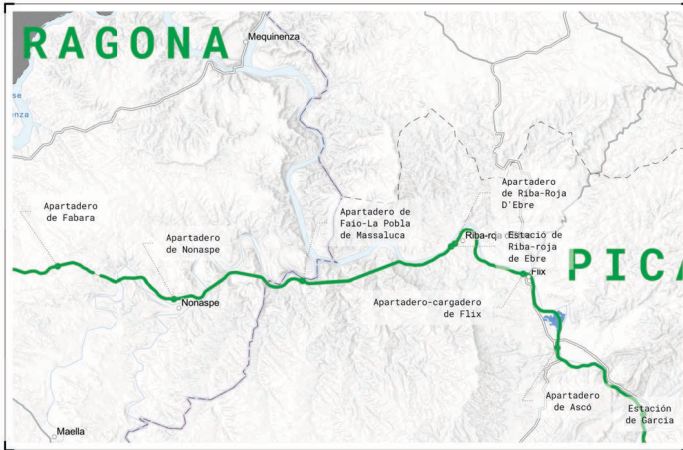 RAGONA
Mequinenza
se
enza
Apartadero
de Fabara
Apartadero
de Nonaspe
Apartadero de
Faio-La Pobla
de Massaluca
Apartadero
de Riba-Roja
D'Ebre
Riba-roja d
Estació de
Riba-roja
de Ebre
PICA
Flix
Nonaspe
Apartadero-cargadero
de Flix
Apartadero
de Ascó
Estación
de Garcia
Maella